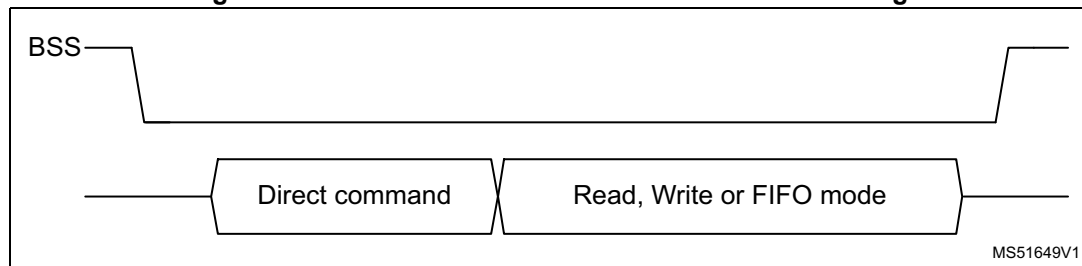 BSS
Direct command
Read, Write or FIFO mode
MS51649V1